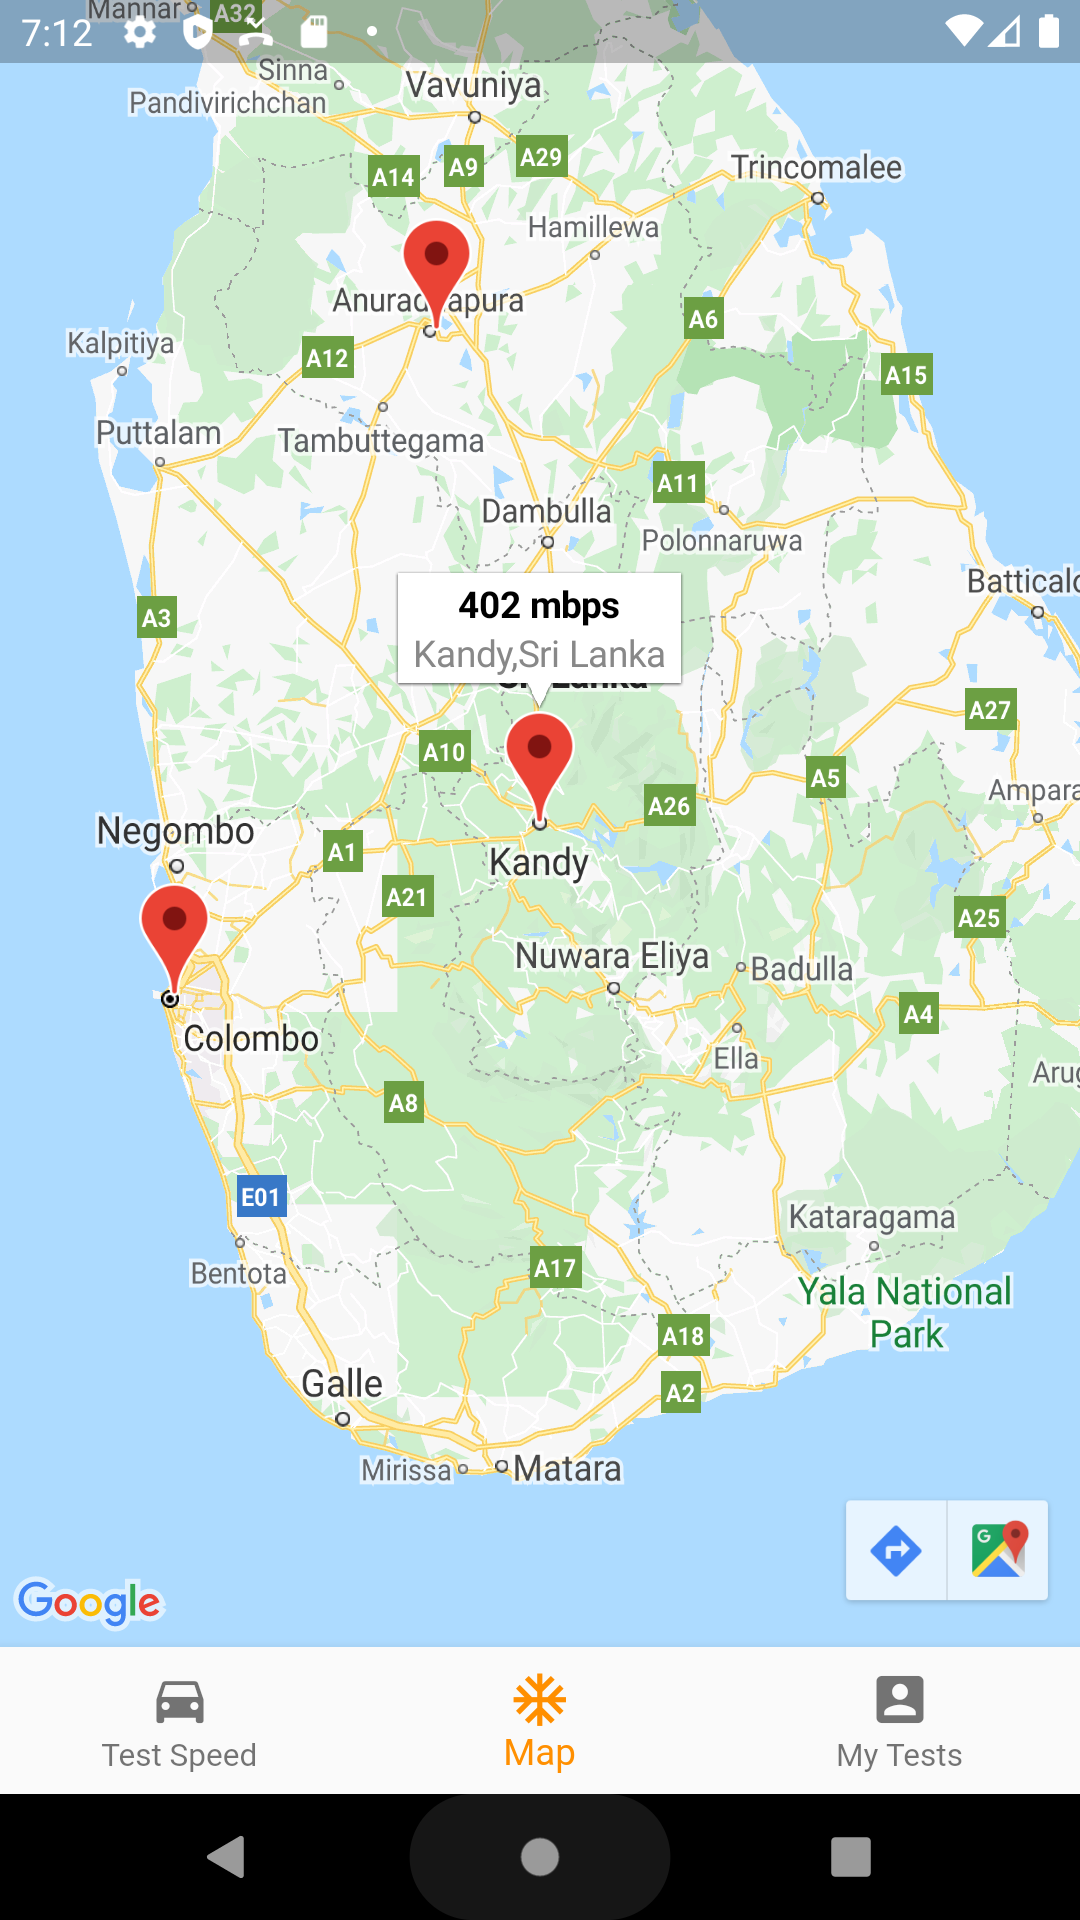 7:12
Mannar
A32
Sinna
Pandivirichchan
Vavuniya
A14
A9
A29
Trincomalee
Hamillewa
Anurad apura
A6
Kalpitiya
A12
A15
Puttalam
Tambuttegama
A11
Dambulla
Polonnaruwa
Batticalo
A3
402 mbps
Kandy,Sri Lanka
Sri Lanka
A27
A10
A5
A26
Ampara
Negombo
A1
Kandy
A21
A25
Nuwara Eliya
Badulla
A4
Colombo
Ella
Arug
A8
E01
Kataragama
Bentota
A17
Yala National
Park
A18
Galle
A2
Mirissa
Matara
G
Google
Test Speed
Map
My Tests